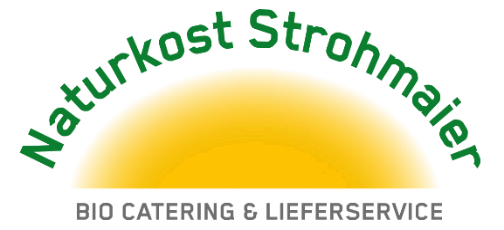 Naturkost Strohmaier
BIO CATERING & LIEFERSERVICE